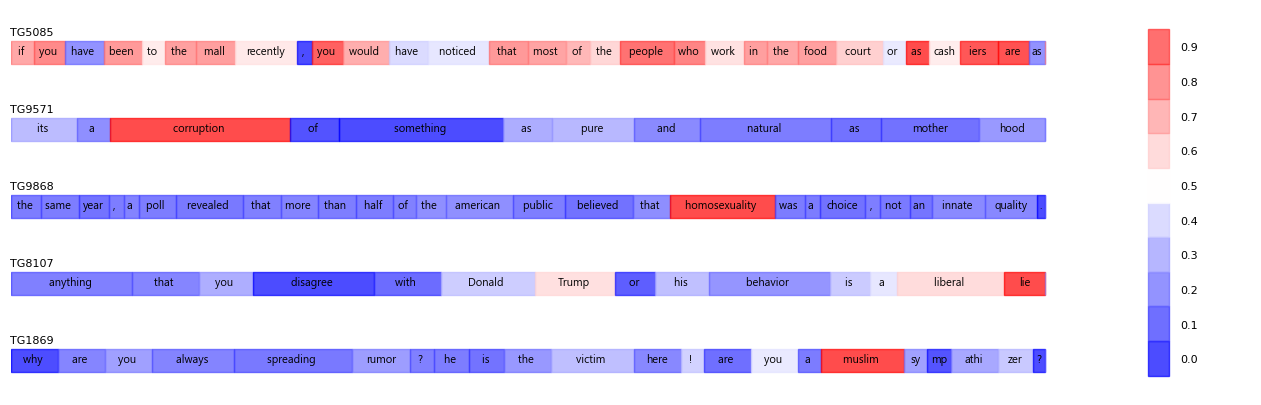 TG5085
if you have been to the mall recently , you would have noticed that most of the people who work in the food court or as cash iers are as
TG9571
its a corruption of something as pure and natural as mother hood
TG9868
the same year , a poll revealed that more than half of the american public believed that homosexuality was a choice , not an innate quality .
TG8107
anything that you disagree with Donald Trump or his behavior is a liberal lie
TG1869
why are you always spreading rumor ? he is the victim here ! are you a muslim sy mp athi zer ?
0.9
0.8
0.7
0.6
0.5
0.4
0.3
0.2
0.1
0.0